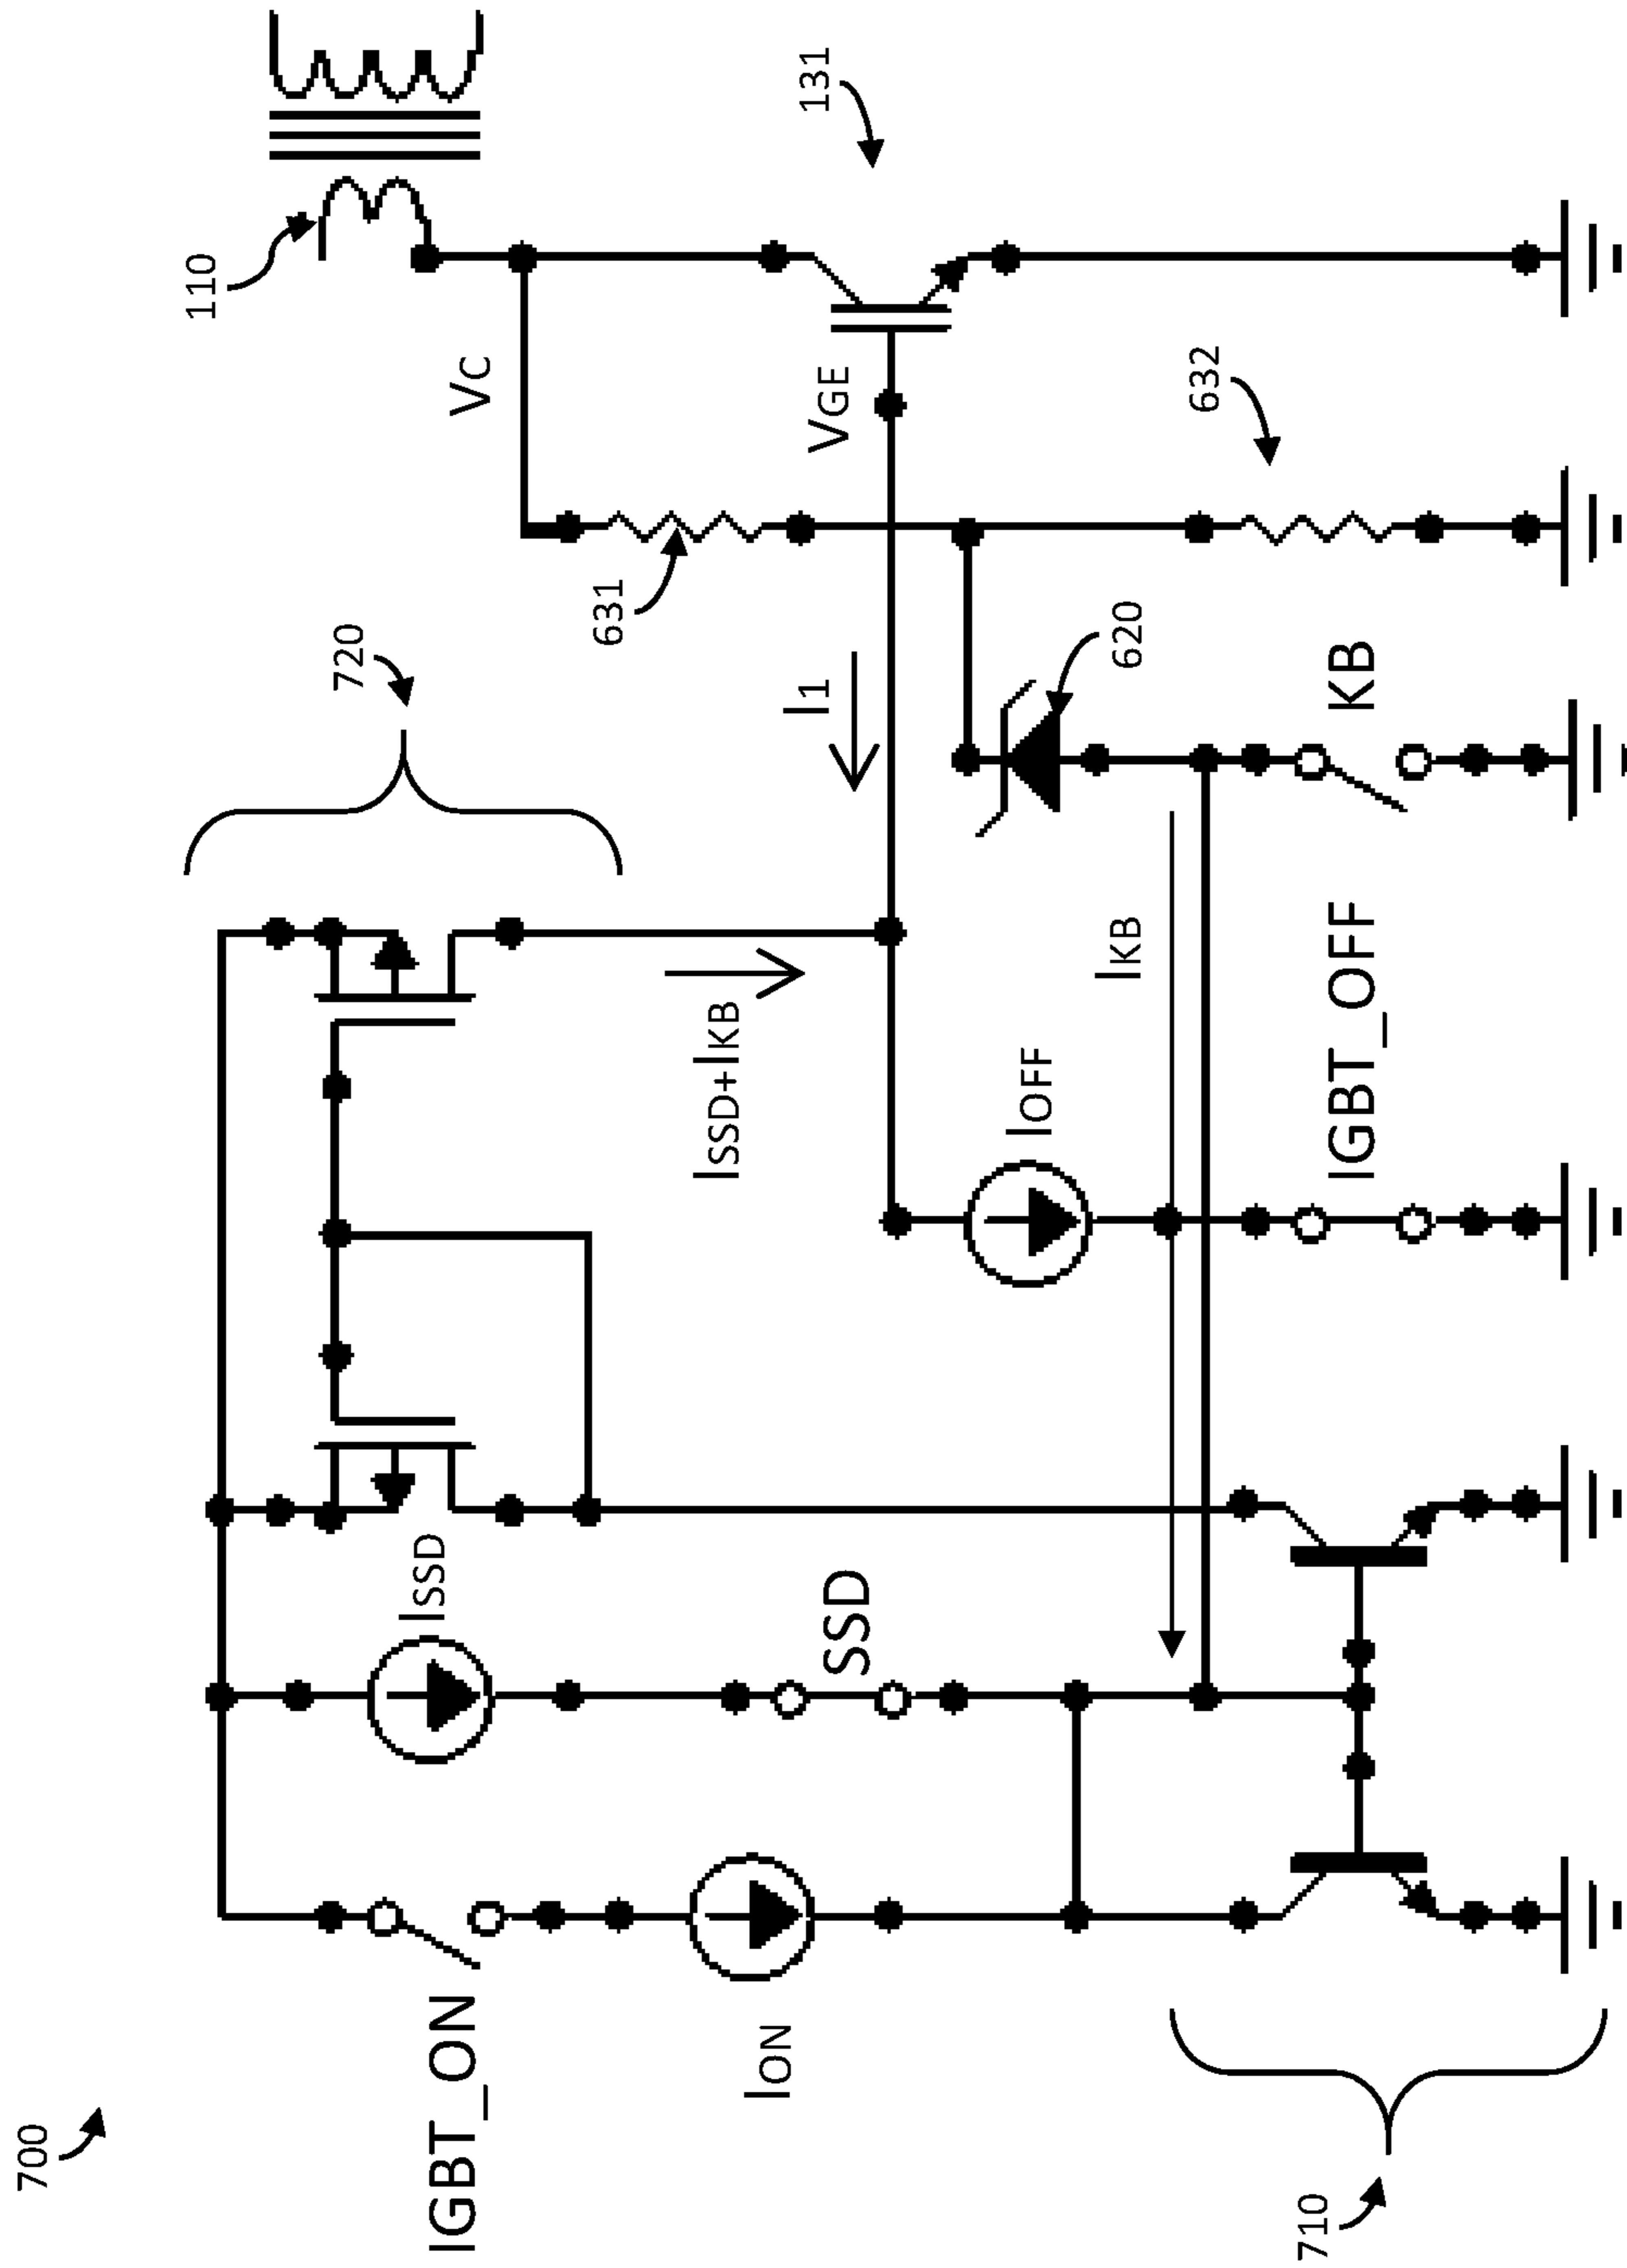 700
IGBT_ON
ION
710
ISSD
SSD
720
ISSD+IKB
IOFF
IGBT_OFF
IKB
I1
620
KB
631
VC
VGE
632
110
131